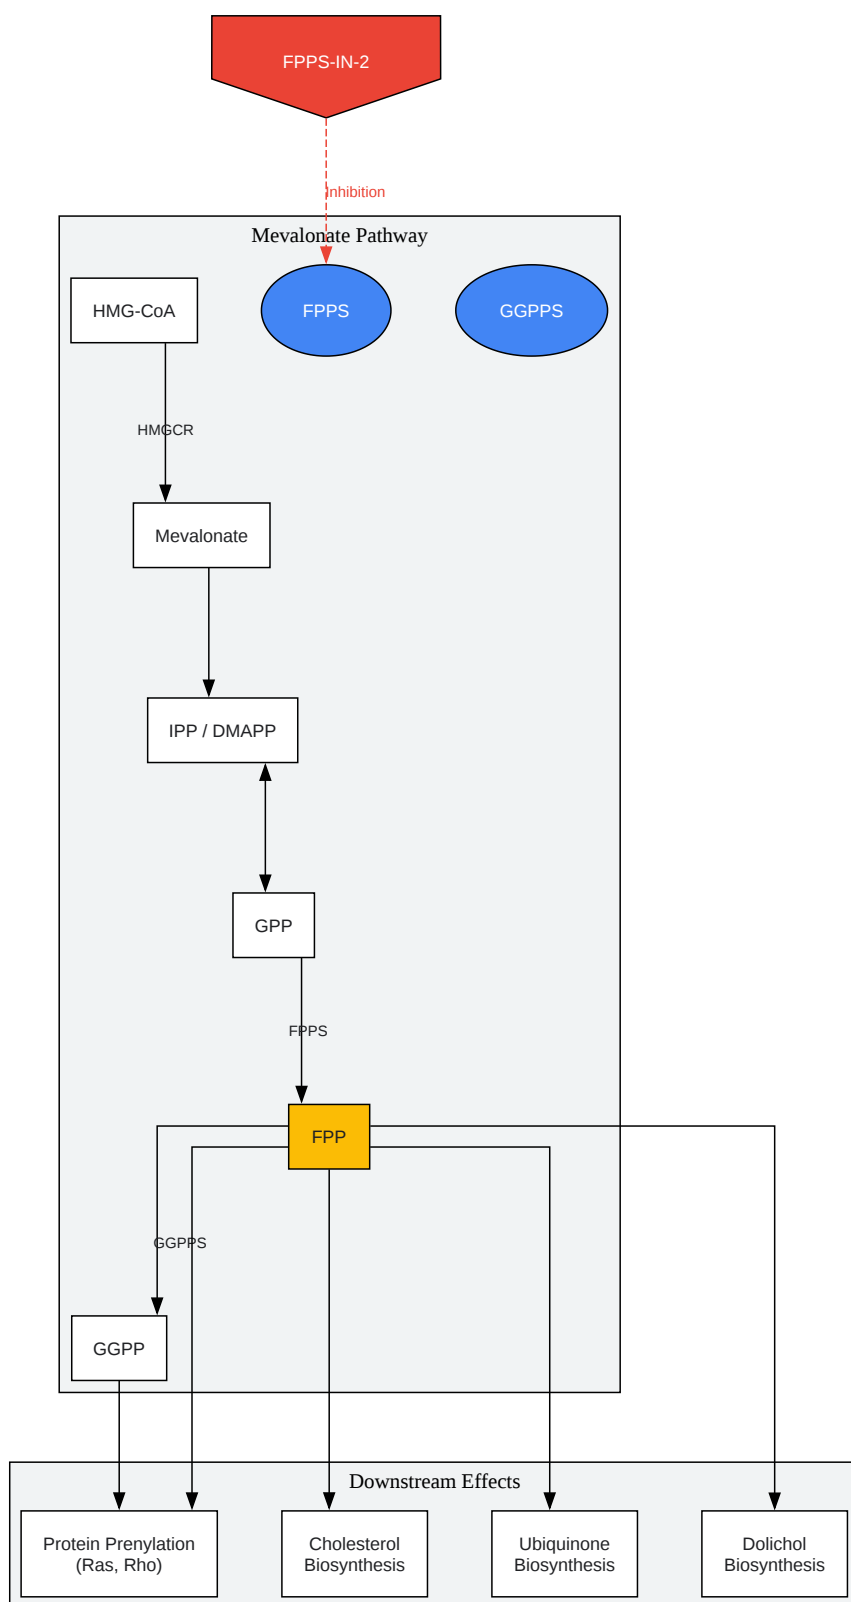 FPPS-IN-2
Inhibition
Mevalonate Pathway
HMG-CoA
FPPS
GGPPS
HMGCR
Mevalonate
IPP / DMAPP
GPP
FPPS
FPP
GGPPS
GGPP
Downstream Effects
Protein Prenylation
(Ras, Rho)
Cholesterol
Biosynthesis
Ubiquinone
Biosynthesis
Dolichol
Biosynthesis